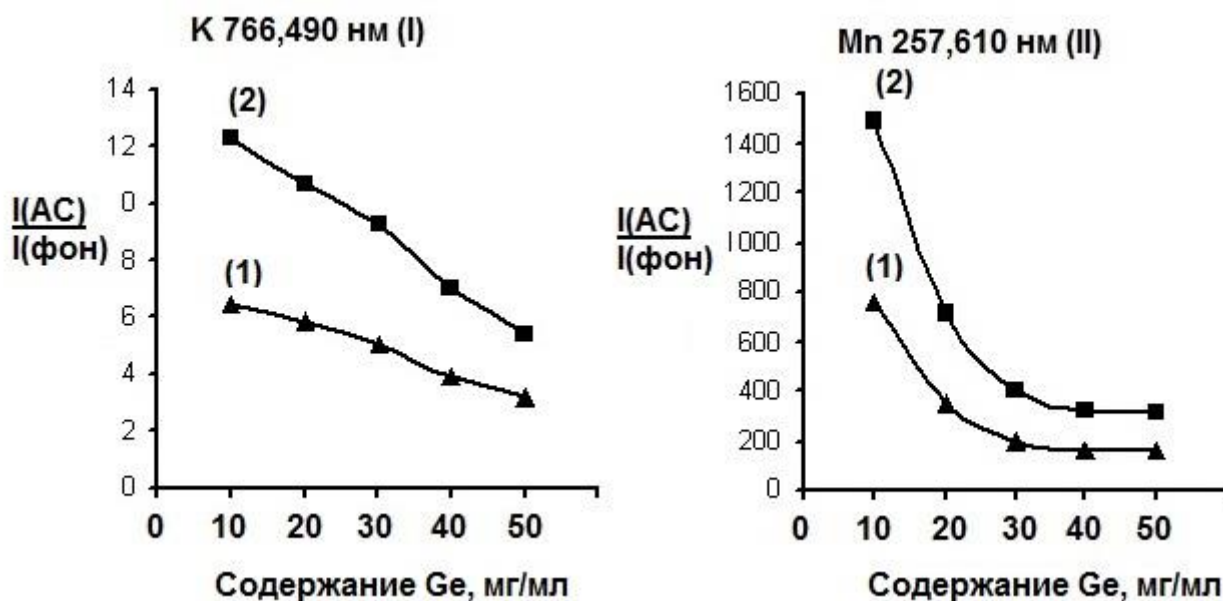 K 766,490 нм (I)
14
12
0
8
6
4
2
0
I(АС)
I(фон)
(2)
(1)
0 10 20 30 40 50
Содержание Ge, мг/мл
Mn 257,610 нм (II)
1600
1400
1200
1000
800
600
400
200
0
I(АС)
I(фон)
(2)
(1)
0 10 20 30 40 50
Содержание Ge, мг/мл